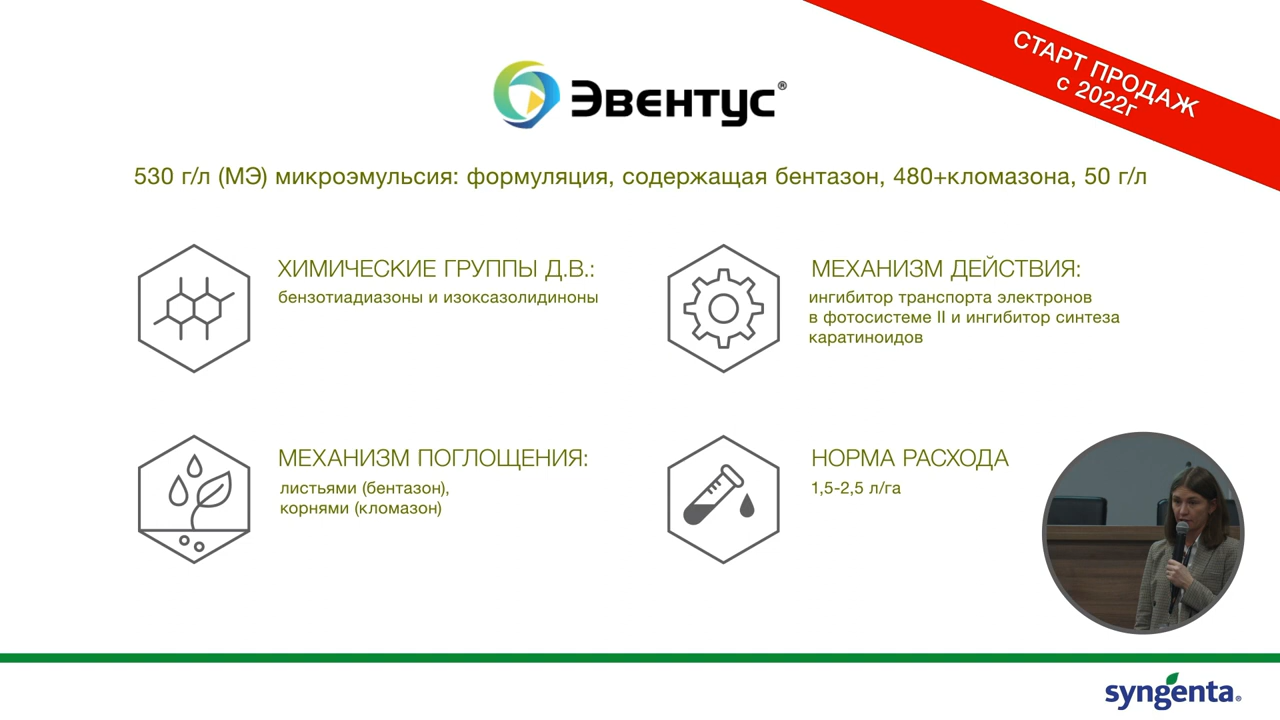 СТАРТ ПРОДАЖ
с 2022г
Эвентус®
530 г/л (МЭ) микроэмульсия: формуляция, содержащая бентазон, 480+кломазона, 50 г/л
ХИМИЧЕСКИЕ ГРУППЫ Д.В.:
бензотиадиазоны и изоксазолидиноны
МЕХАНИЗМ ДЕЙСТВИЯ:
ингибитор транспорта электронов
в фотосистеме II и ингибитор синтеза
каратиноидов
МЕХАНИЗМ ПОГЛОЩЕНИЯ:
листьями (бентазон),
корнями (кломазон)
НОРМА РАСХОДА
1,5-2,5 л/га
syngenta®